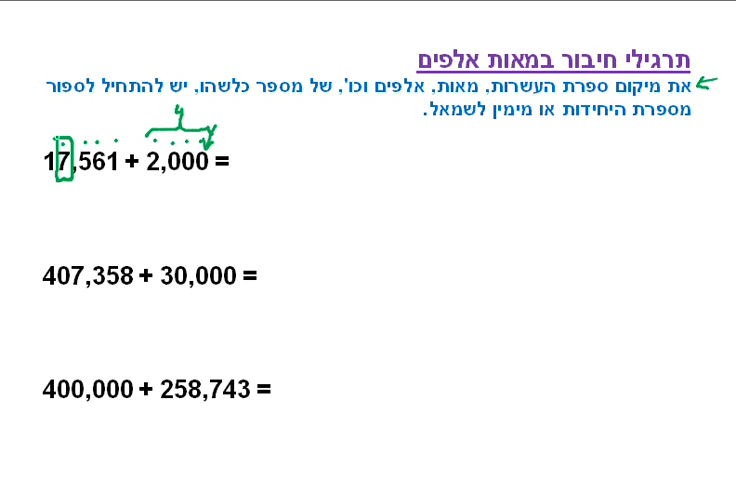 תרגילי חיבור במאות אלפים
את מיקום ספרת העשרות, מאות, אלפים וכו', של מספר כלשהו, יש להתחיל לספור
מספרת היחידות או מימין לשמאל.
4
17,561 + 2,000 =
407,358 + 30,000 =
400,000 + 258,743 =